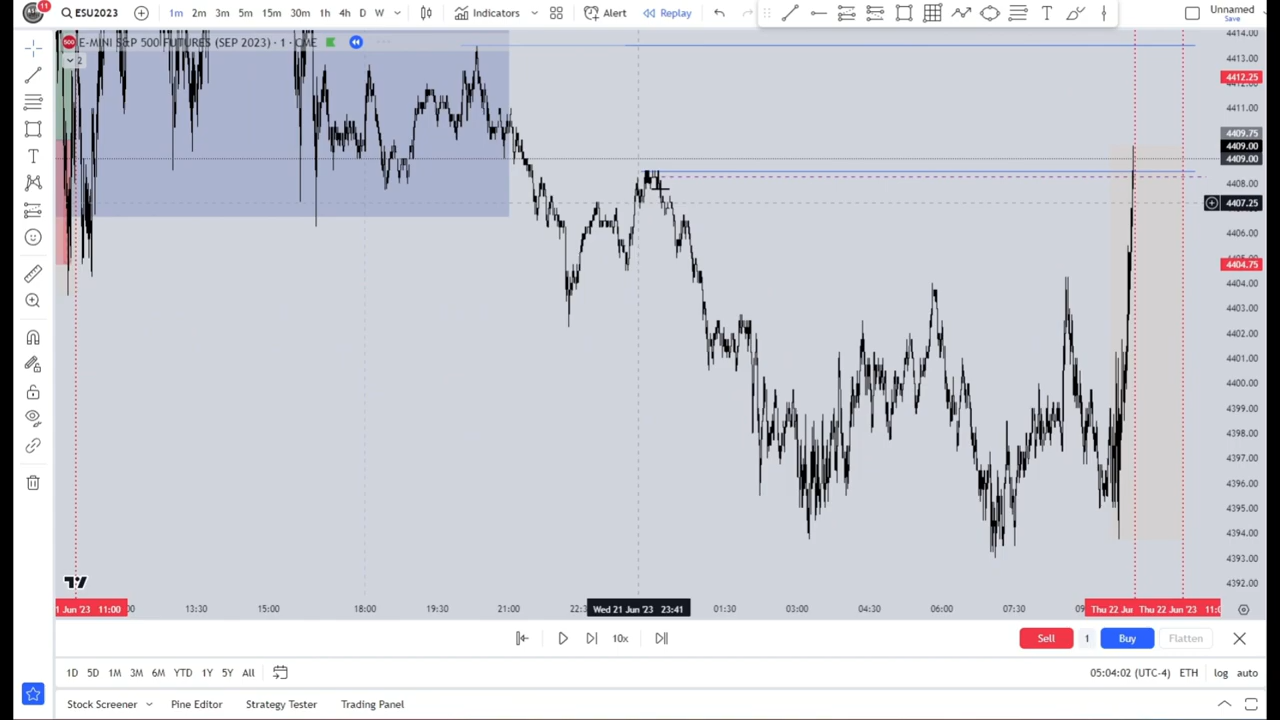 11
ESU2023
1m 2m 3m 5m 15m 30m 1h 4h D W
Indicators
Alert
Replay
T
Unnamed
Save
500 E-MINI S&P 500 FUTURES (SEP 2023) · 1 · CME
2
4414.00
4413.00
4412.25
4411.00
4409.75
4409.00
4409.00
4408.00
4407.25
4406.00
4404.75
4404.00
4403.00
4402.00
4401.00
4400.00
4399.00
4398.00
4397.00
4396.00
4395.00
4394.00
4393.00
4392.00
1 Jun '23 11:00
13:30
15:00
18:00
19:30
21:00
Wed 21 Jun '23 23:41
01:30
03:00
04:30
06:00
07:30
Thu 22 Jun
Thu 22 Jun '23
10x
Sell 1 Buy Flatten
1D 5D 1M 3M 6M YTD 1Y 5Y All
05:04:02 (UTC-4) ETH log auto
Stock Screener Pine Editor Strategy Tester Trading Panel